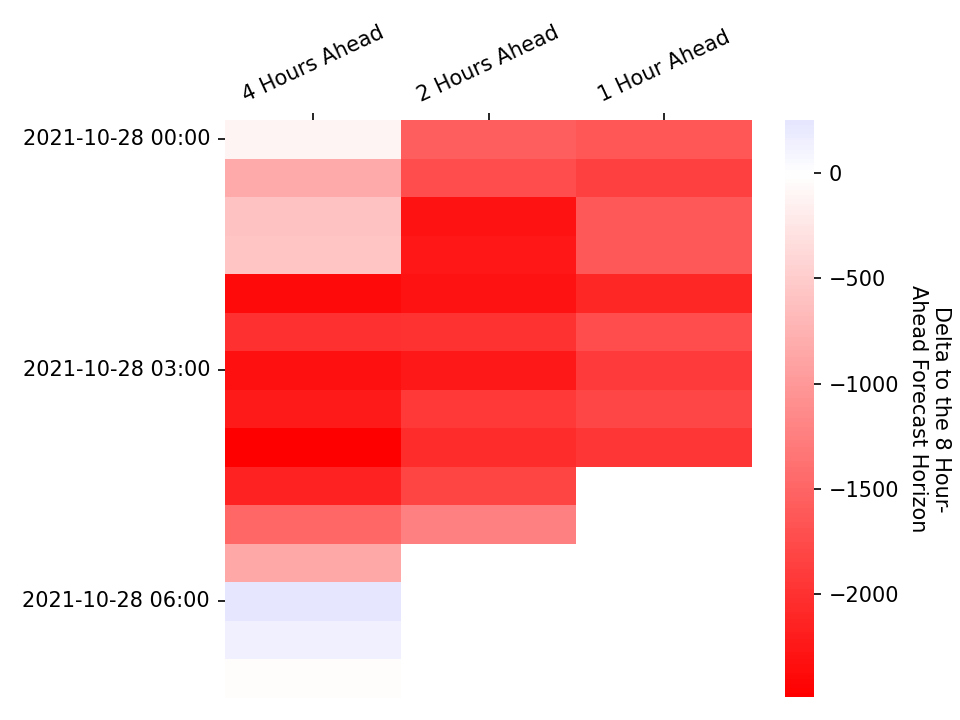 4 Hours Ahead
2 Hours Ahead
1 Hour Ahead
2021-10-28 00:00
2021-10-28 03:00
2021-10-28 06:00
0
−500
−1000
−1500
−2000
Delta to the 8 Hour-
Ahead Forecast Horizon